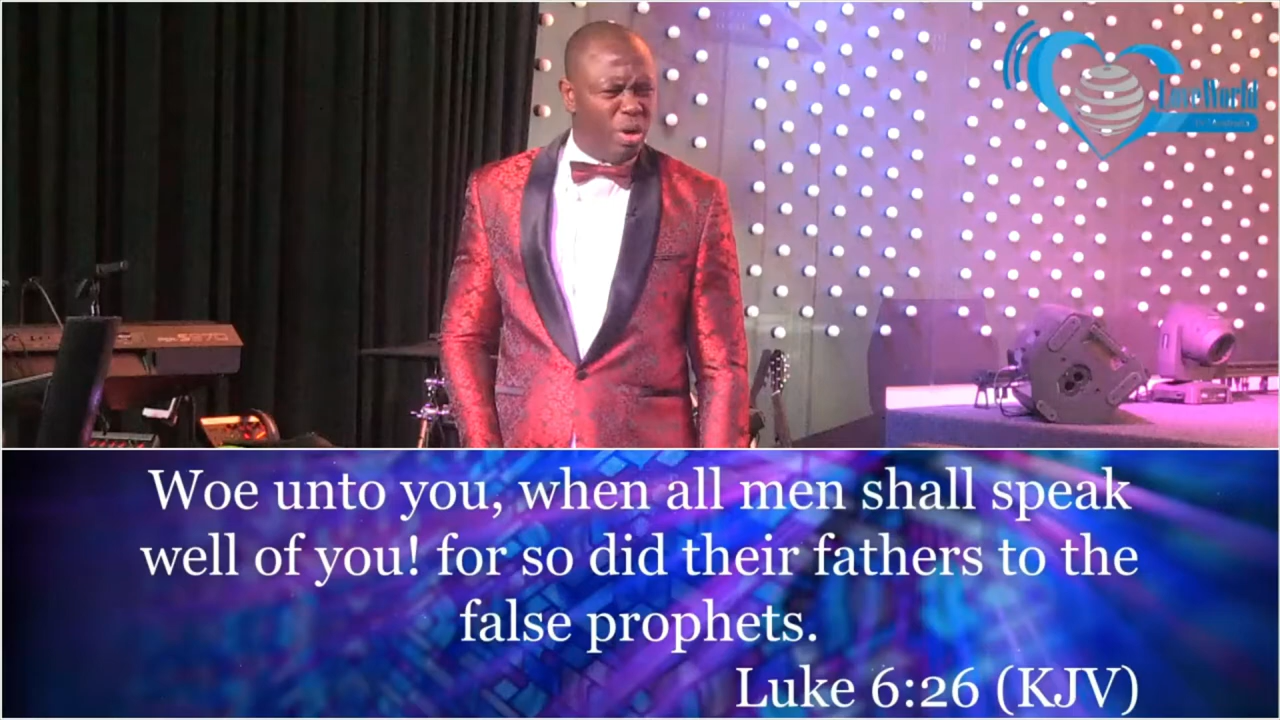 LoveWorld
Woe unto you, when all men shall speak
well of you! for so did their fathers to the
false prophets.
Luke 6:26 (KJV)